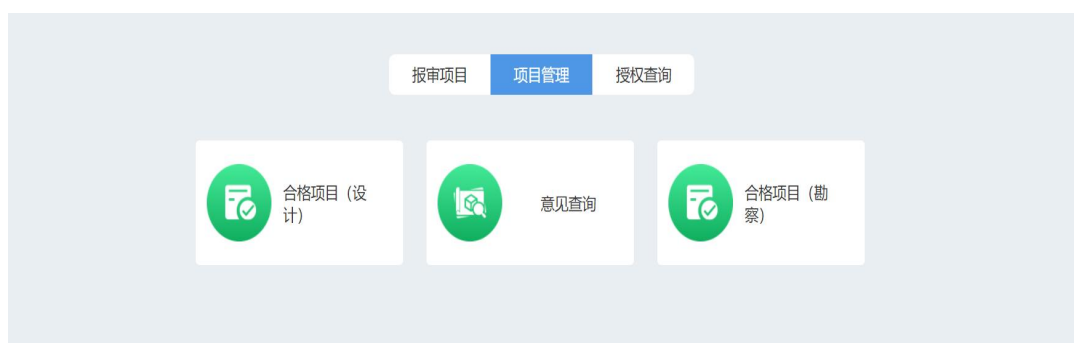 报审项目 项目管理 授权查询
合格项目（设
计）
意见查询
合格项目（勘
察）